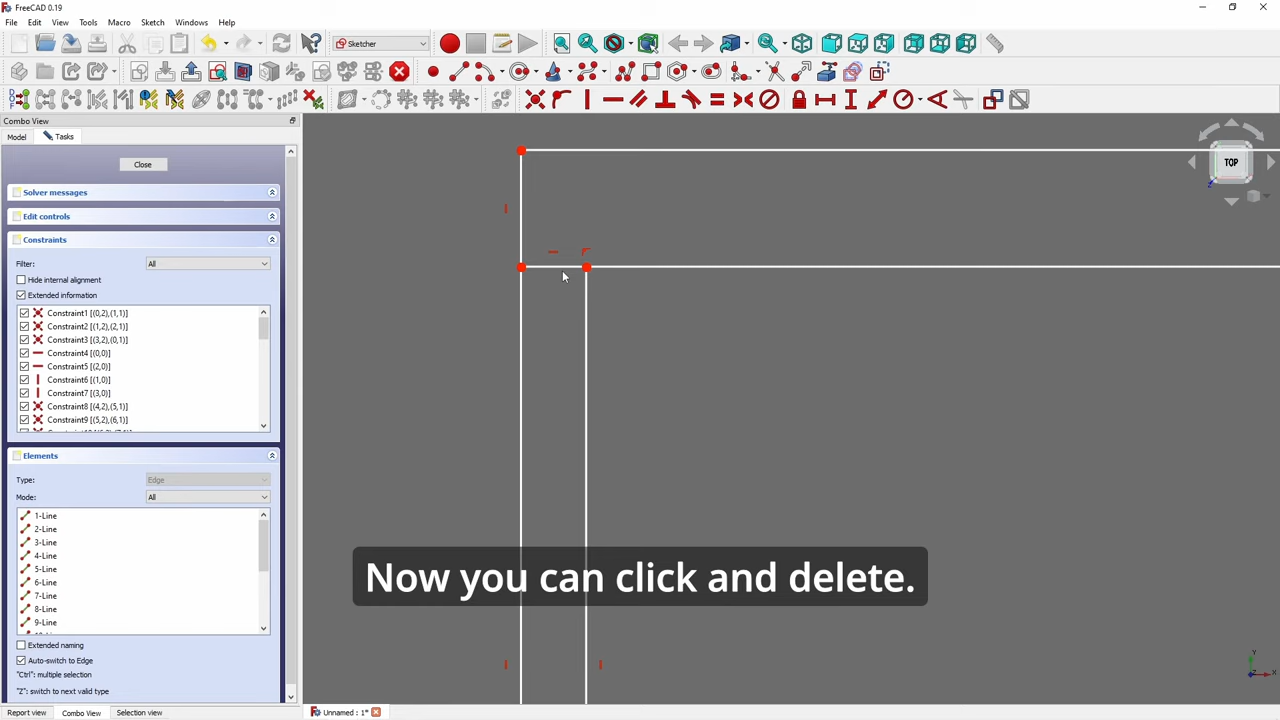 FreeCAD 0.19
File Edit View Tools Macro Sketch Windows Help
Sketcher
Combo View
Model Tasks
TOP
Close
Solver messages
Edit controls
Constraints
Filter: All
Hide internal alignment
Extended information
Constraint1 [(0,2),(1,1)]
Constraint2 [(1,2),(2,1)]
Constraint3 [(3,2),(0,1)]
Constraint4 [(0,0)]
Constraint5 [(2,0)]
Constraint6 [(1,0)]
Constraint7 [(3,0)]
Constraint8 [(4,2),(5,1)]
Constraint9 [(5,2),(6,1)]
Elements
Type: Edge
Mode: All
1-Line
2-Line
3-Line
4-Line
5-Line
6-Line
7-Line
8-Line
9-Line
Now you can click and delete.
Extended naming
Auto-switch to Edge
"Ctrl": multiple selection
"Z": switch to next valid type
Y
Z X
Report view Combo View Selection view Unnamed : 1*